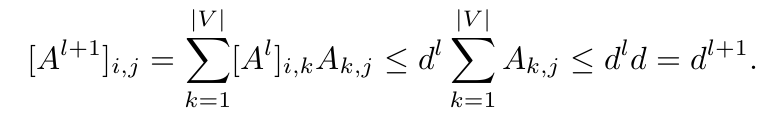 $[A^{l+1}]_{i,j} = \sum_{k=1}^{|V|} [A^l]_{i,k} A_{k,j} \leq d^l \sum_{k=1}^{|V|} A_{k,j} \leq d^l d = d^{l+1}.$